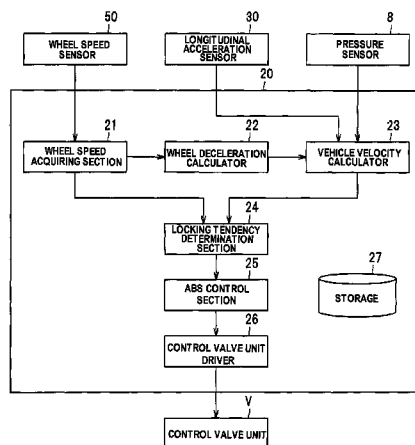 50
30
8
WHEEL SPEED
SENSOR
LONGITUDINAL
ACCELERATION
SENSOR
PRESSURE
SENSOR
20
21
22
23
WHEEL SPEED
ACQUIRING SECTION
WHEEL DECELERATION
CALCULATOR
VEHICLE VELOCITY
CALCULATOR
24
LOCKING TENDENCY
DETERMINATION
SECTION
25
27
ABS CONTROL
SECTION
STORAGE
26
CONTROL VALVE UNIT
DRIVER
V
CONTROL VALVE UNIT